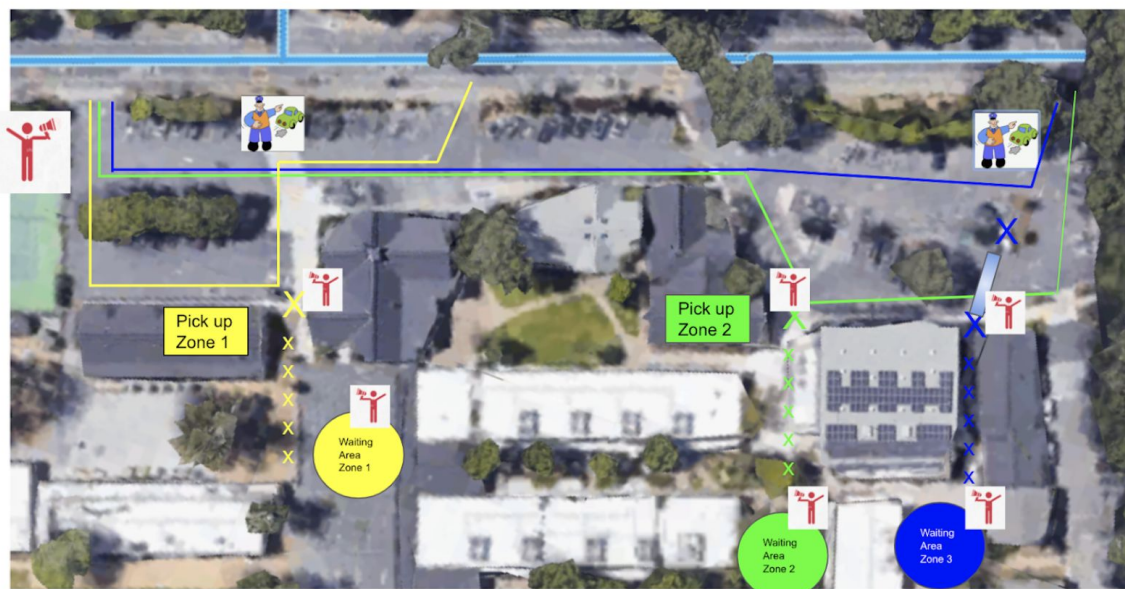 Pick up
Zone 1
Pick up
Zone 2
Waiting
Area
Zone 1
Waiting
Area
Zone 2
Waiting
Area
Zone 3